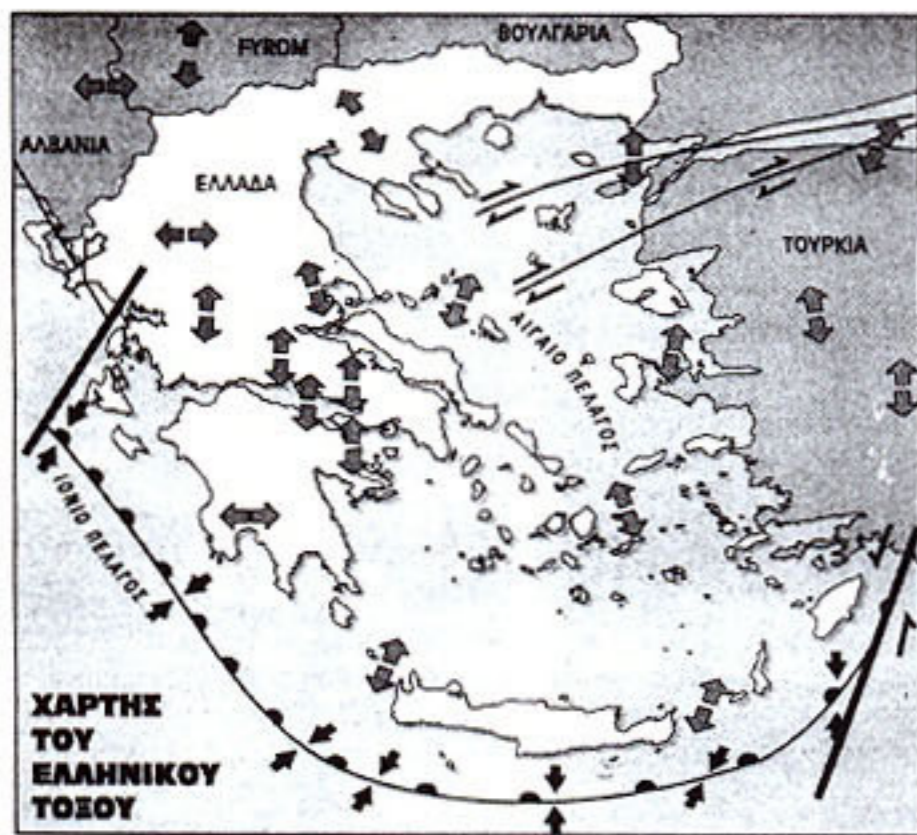 FYROM
ΒΟΥΛΓΑΡΙΑ
ΑΛΒΑΝΙΑ
ΕΛΛΑΔΑ
ΤΟΥΡΚΙΑ
ΑΙΓΑΙΟ ΠΕΛΑΓΟΣ
ΙΟΝΙΟ ΠΕΛΑΓΟΣ
ΧΑΡΤΗΣ
ΤΟΥ
ΕΛΛΗΝΙΚΟΥ
ΤΟΞΟΥ